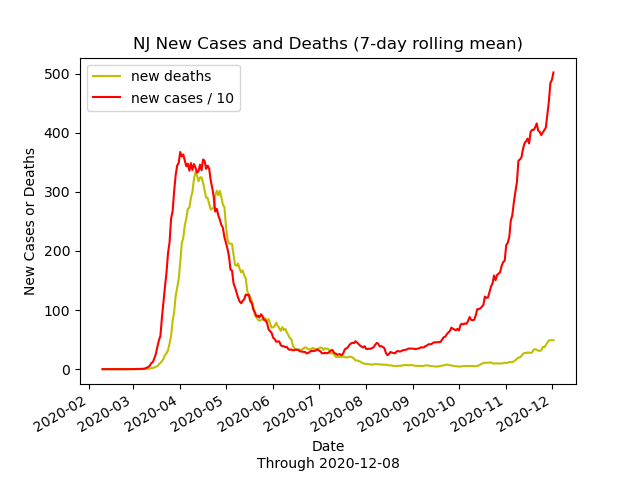 NJ New Cases and Deaths (7-day rolling mean)
new deaths
new cases / 10
New Cases or Deaths
500
400
300
200
100
0
2020-02
2020-03
2020-04
2020-05
2020-06
2020-07
2020-08
2020-09
2020-10
2020-11
2020-12
Date
Through 2020-12-08